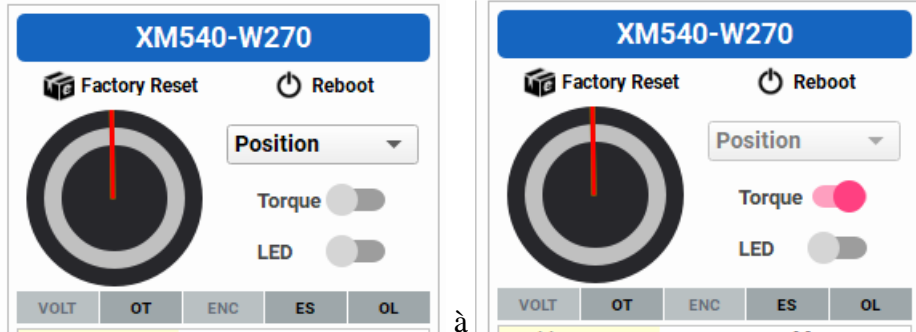 XM540-W270
Factory Reset Reboot
Position
Torque
LED
VOLT OT ENC ES OL
à
XM540-W270
Factory Reset Reboot
Position
Torque
LED
VOLT OT ENC ES OL